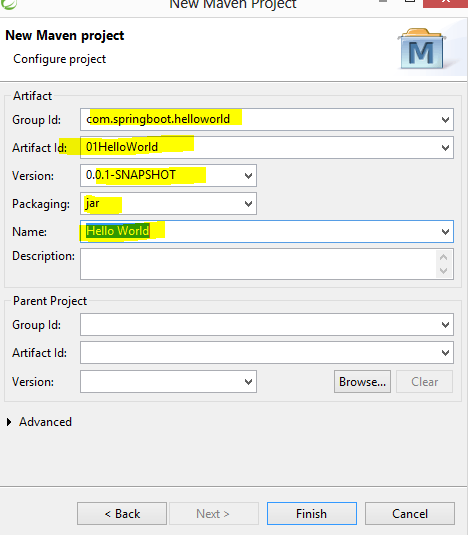 New Maven Project
New Maven project
Configure project
M
Artifact
Group Id: com.springboot.helloworld
Artifact Id: 01HelloWorld
Version: 0.0.1-SNAPSHOT
Packaging: jar
Name: Hello World
Description:
Parent Project
Group Id:
Artifact Id:
Version: Browse... Clear
Advanced
< Back Next > Finish Cancel